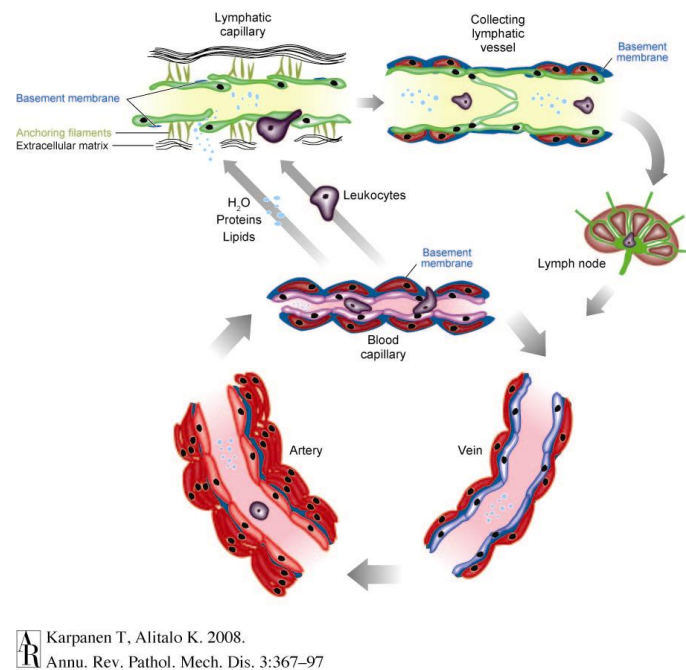 Lymphatic
capillary
Collecting
lymphatic
vessel
Basement
membrane
Basement membrane
Anchoring filaments
Extracellular matrix
H₂O
Proteins
Lipids
Leukocytes
Lymph node
Basement
membrane
Blood
capillary
Artery
Vein
AR Karpanen T, Alitalo K. 2008.
Annu. Rev. Pathol. Mech. Dis. 3:367–97